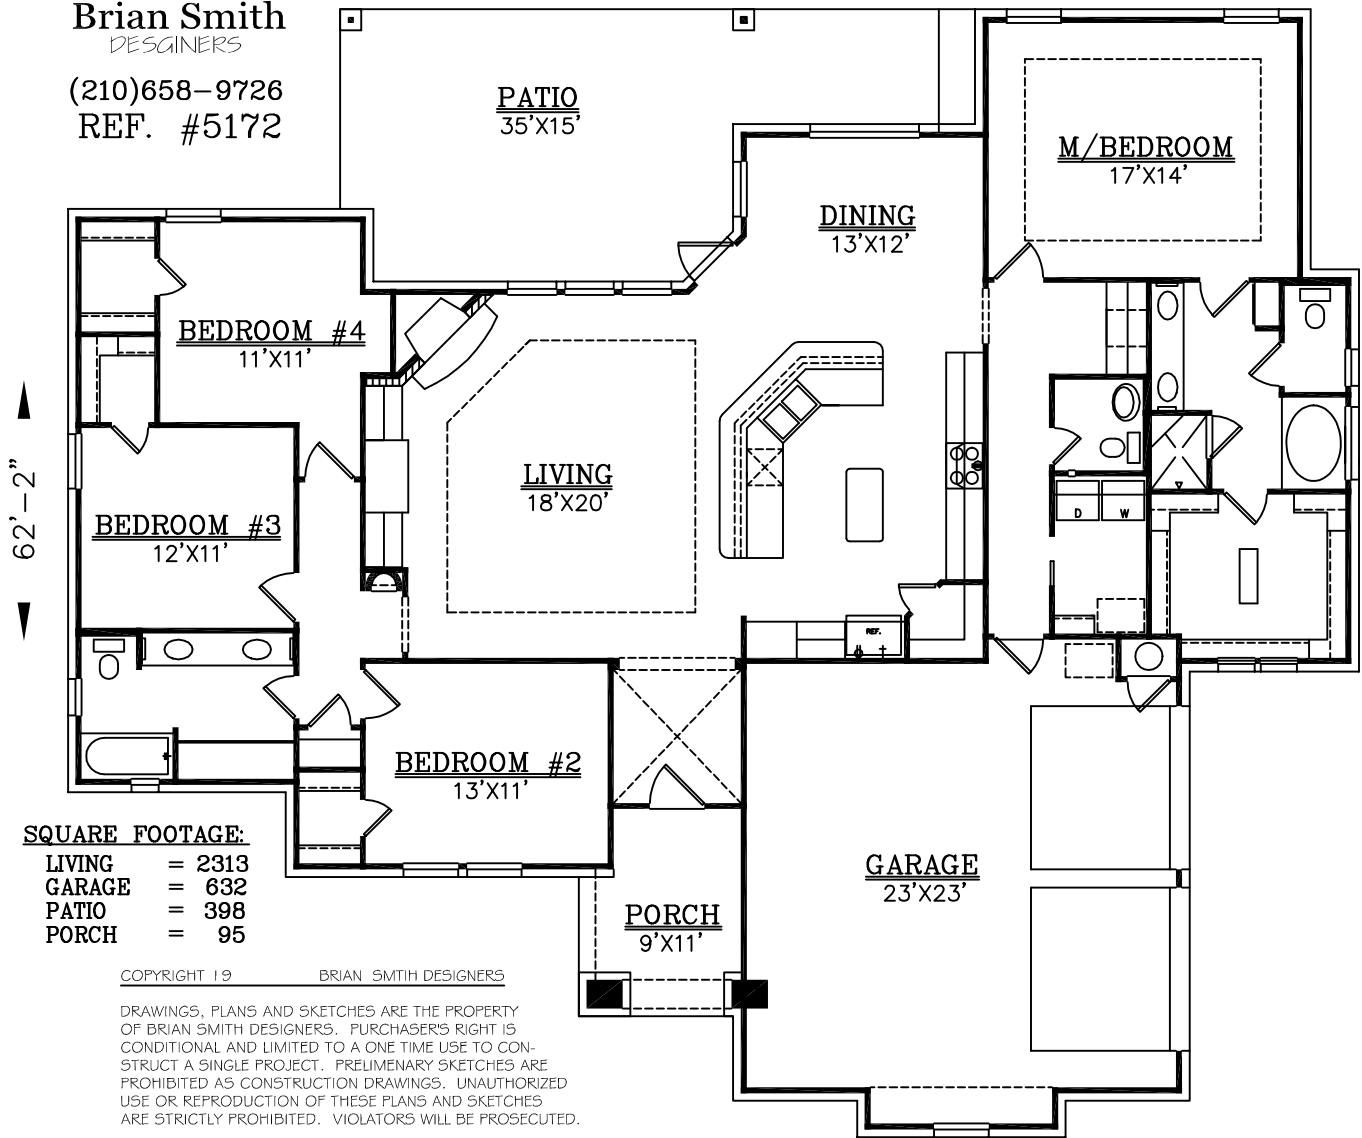 Brian Smith
DESGINERS
(210)658-9726
REF. #5172
PATIO
35'X15'
M/BEDROOM
17'X14'
DINING
13'X12'
BEDROOM #4
11'X11'
LIVING
18'X20'
BEDROOM #3
12'X11'
62'-2"
D W
REF.
BEDROOM #2
13'X11'
GARAGE
23'X23'
PORCH
9'X11'
SQUARE FOOTAGE:
LIVING = 2313
GARAGE = 632
PATIO = 398
PORCH = 95
COPYRIGHT 19 BRIAN SMTIH DESIGNERS
DRAWINGS, PLANS AND SKETCHES ARE THE PROPERTY
OF BRIAN SMITH DESIGNERS. PURCHASER'S RIGHT IS
CONDITIONAL AND LIMITED TO A ONE TIME USE TO CON-
STRUCT A SINGLE PROJECT. PRELIMENARY SKETCHES ARE
PROHIBITED AS CONSTRUCTION DRAWINGS. UNAUTHORIZED
USE OR REPRODUCTION OF THESE PLANS AND SKETCHES
ARE STRICTLY PROHIBITED. VIOLATORS WILL BE PROSECUTED.